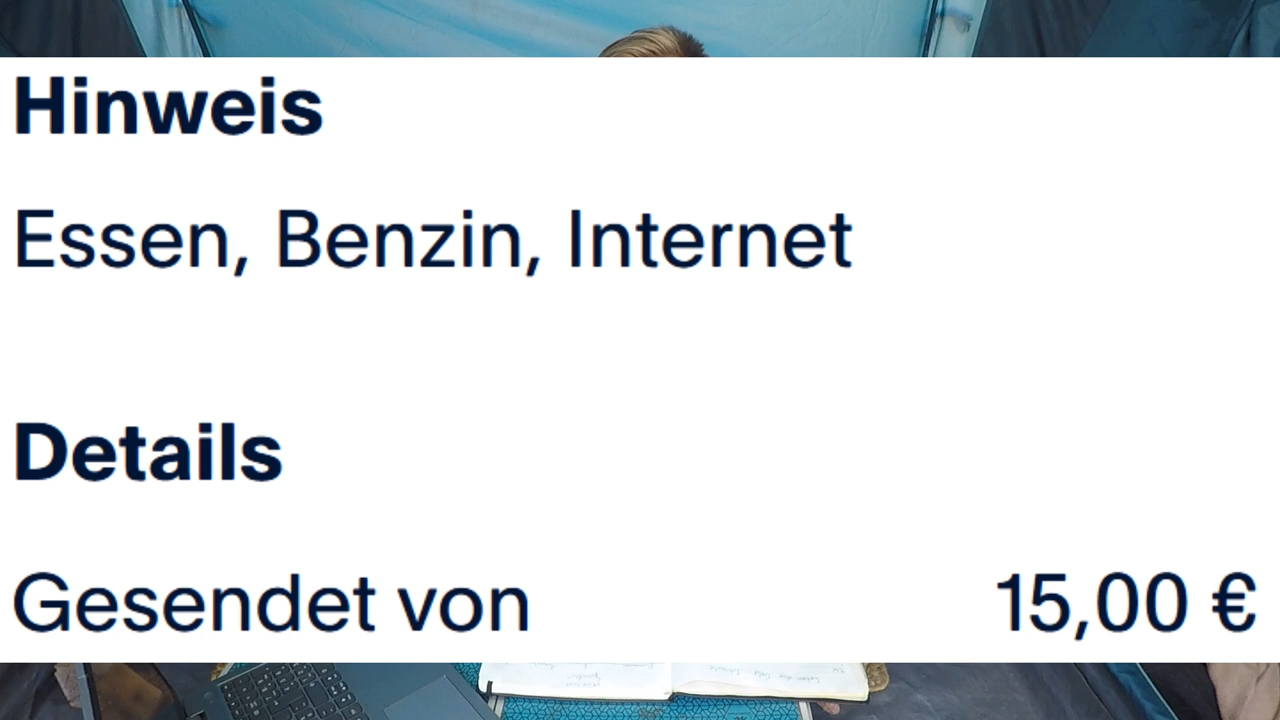 Hinweis
Essen, Benzin, Internet
Details
Gesendet von 15,00 €